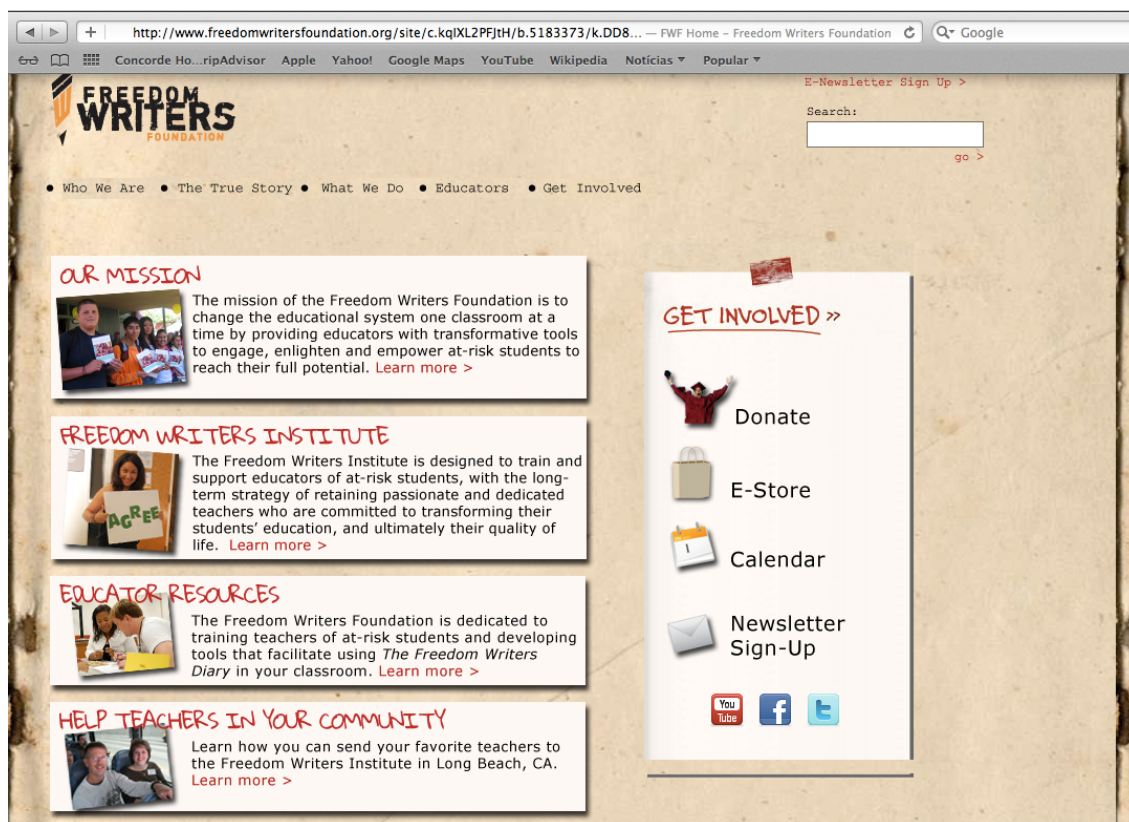 http://www.freedomwritersfoundation.org/site/c.kqIXL2PFJtH/b.5183373/k.DD8... — FWF Home – Freedom Writers Foundation
Google
Concorde Ho...ripAdvisor Apple Yahoo! Google Maps YouTube Wikipedia Notícias ▾ Popular ▾
FREEDOM
WRITERS
FOUNDATION
E-Newsletter Sign Up >
Search:
go >
• Who We Are • The True Story • What We Do • Educators • Get Involved
OUR MISSION
The mission of the Freedom Writers Foundation is to
change the educational system one classroom at a
time by providing educators with transformative tools
to engage, enlighten and empower at-risk students to
reach their full potential. Learn more >
FREEDOM WRITERS INSTITUTE
AGREE
The Freedom Writers Institute is designed to train and
support educators of at-risk students, with the long-
term strategy of retaining passionate and dedicated
teachers who are committed to transforming their
students' education, and ultimately their quality of
life. Learn more >
EDUCATOR RESOURCES
The Freedom Writers Foundation is dedicated to
training teachers of at-risk students and developing
tools that facilitate using The Freedom Writers
Diary in your classroom. Learn more >
HELP TEACHERS IN YOUR COMMUNITY
Learn how you can send your favorite teachers to
the Freedom Writers Institute in Long Beach, CA.
Learn more >
GET INVOLVED »
Donate
E-Store
1
Calendar
Newsletter
Sign-Up
You
Tube
f
t